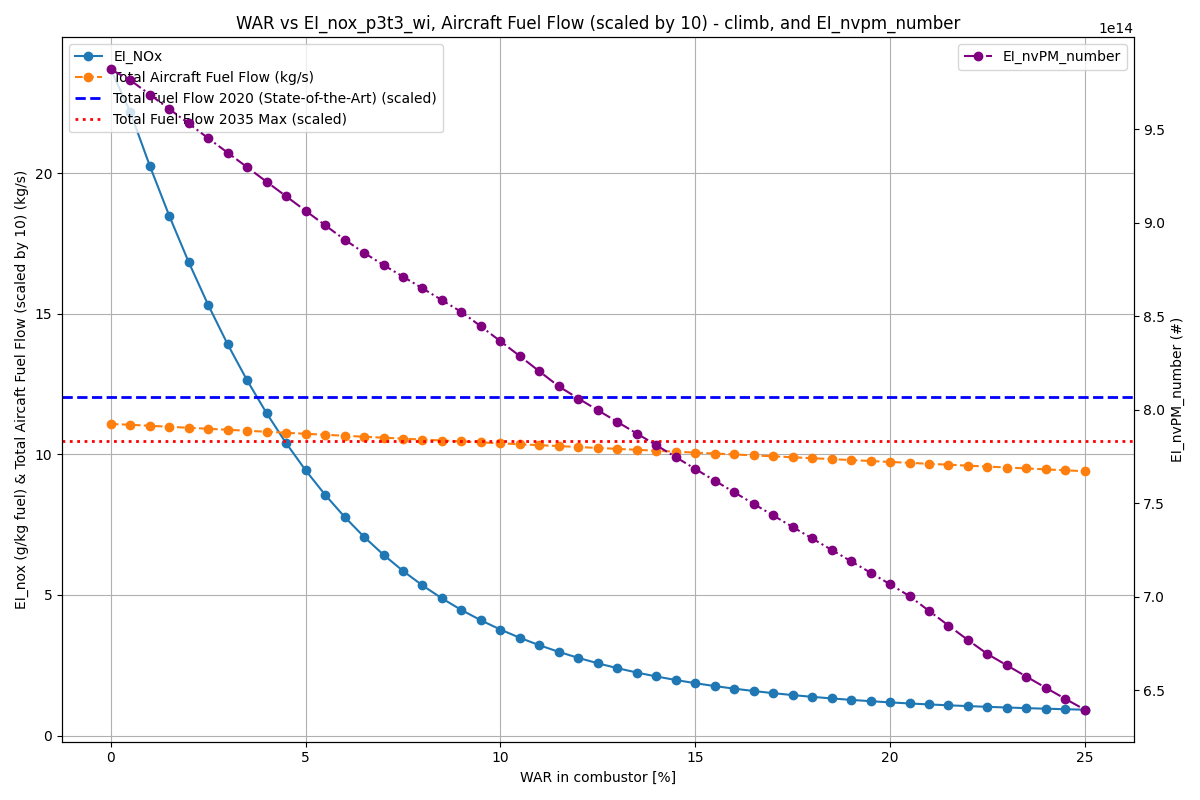 WAR vs EI_nox_p3t3_wi, Aircraft Fuel Flow (scaled by 10) - climb, and EI_nvpm_number
1e14
EI_NOx
Total Aircraft Fuel Flow (kg/s)
Total Fuel Flow 2020 (State-of-the-Art) (scaled)
Total Fuel Flow 2035 Max (scaled)
EI_nvPM_number
EI_nox (g/kg fuel) & Total Aircaft Fuel Flow (scaled by 10) (kg/s)
20
15
10
5
0
9.5
9.0
8.5
8.0
7.5
7.0
6.5
EI_nvPM_number (#)
0 5 10 15 20 25
WAR in combustor [%]